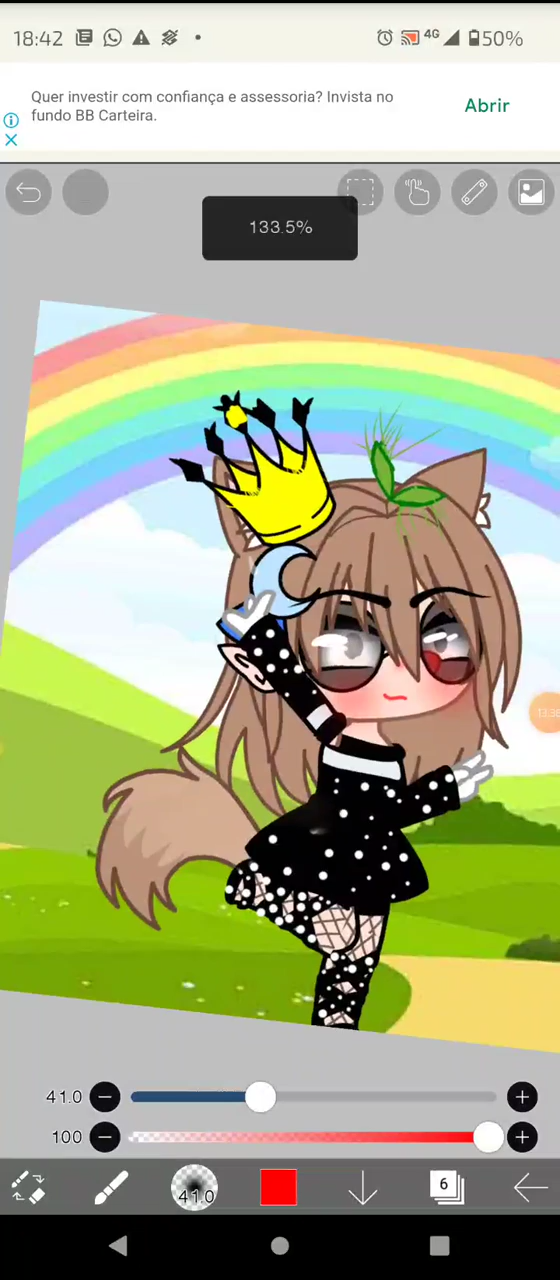 18:42
4G
50%
Quer investir com confiança e assessoria? Invista no
fundo BB Carteira.
Abrir
133.5%
41.0
100
41.0
6